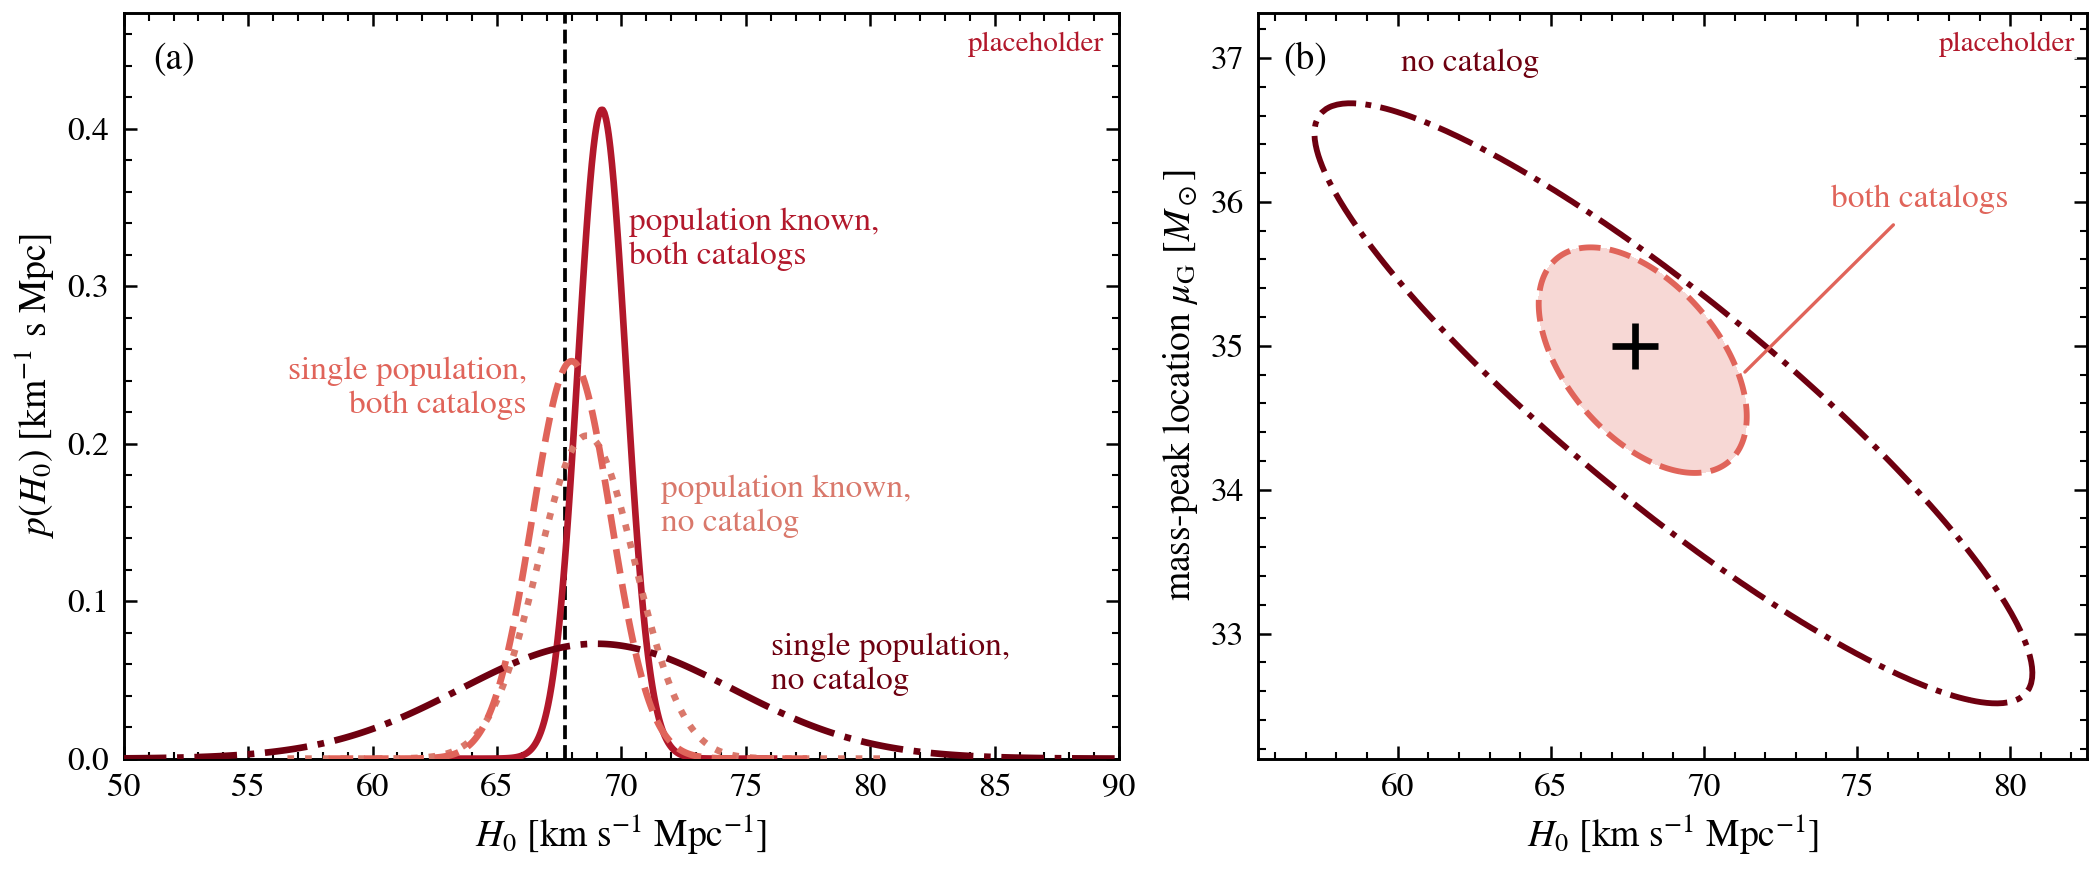 (a)
placeholder
population known,
both catalogs
single population,
both catalogs
population known,
no catalog
single population,
no catalog
0.4
0.3
0.2
0.1
0.0
50 55 60 65 70 75 80 85 90
p(H₀) [km⁻¹ s Mpc]
H₀ [km s⁻¹ Mpc⁻¹]
(b)
no catalog
placeholder
both catalogs
37
36
35
34
33
60 65 70 75 80
mass-peak location μ_G [M_⊙]
H₀ [km s⁻¹ Mpc⁻¹]